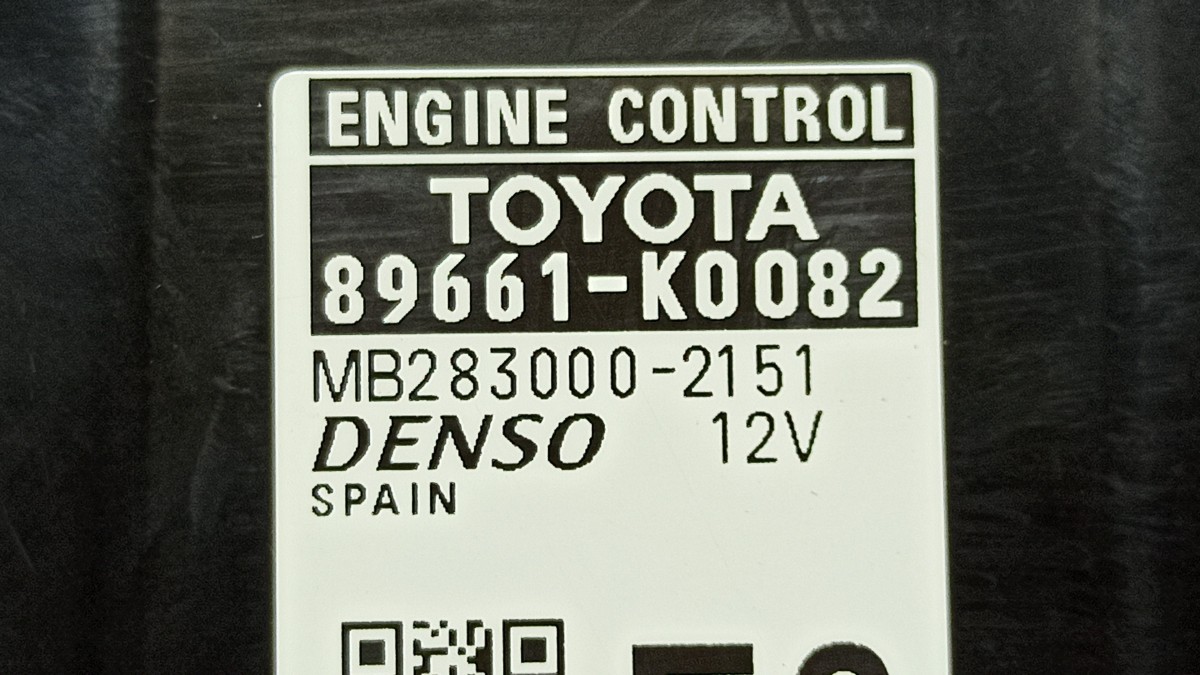 ENGINE CONTROL
TOYOTA
89661-K0082
MB283000-2151
DENSO 12V
SPAIN